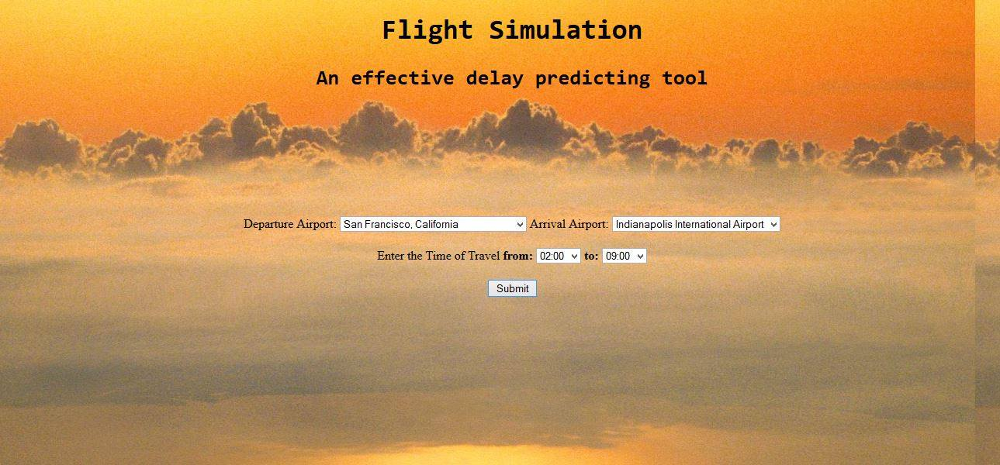 Flight Simulation
An effective delay predicting tool
Departure Airport: San Francisco, California Arrival Airport: Indianapolis International Airport
Enter the Time of Travel from: 02:00 to: 09:00
Submit